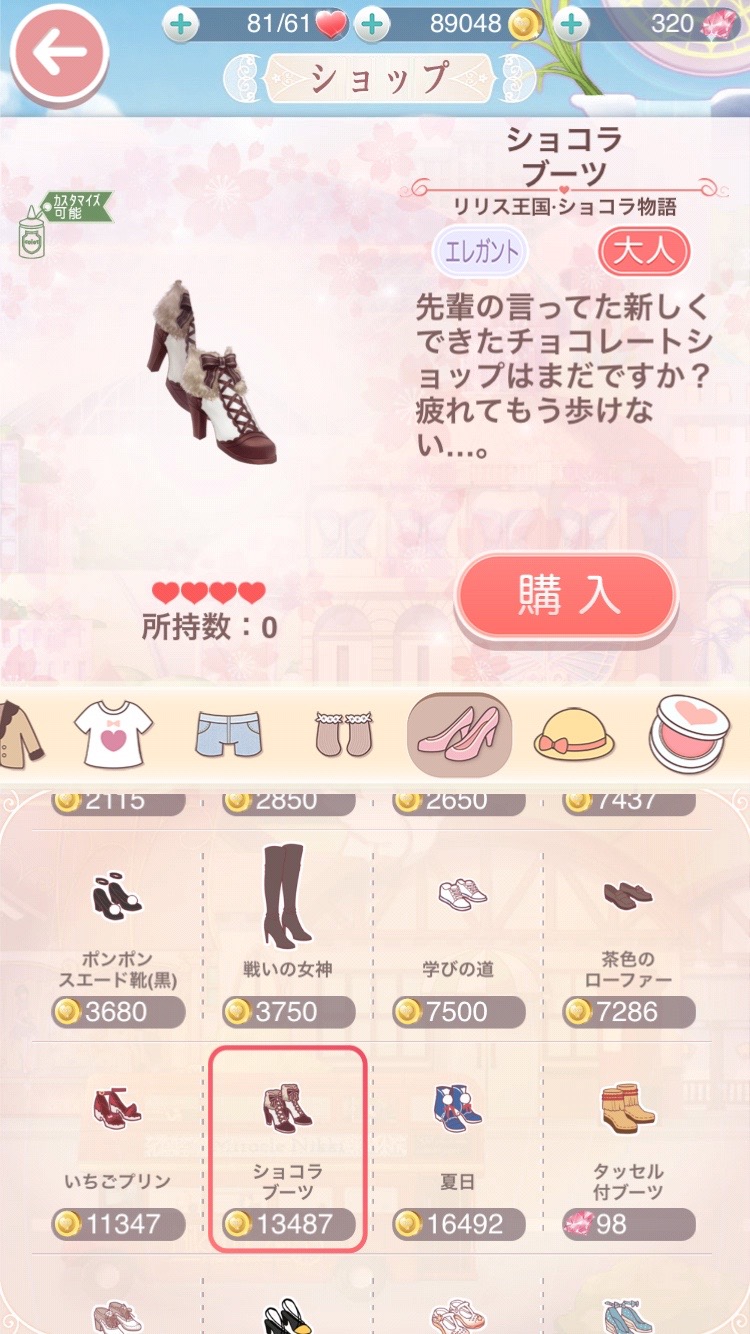 81/61
89048
320
ショップ
ショコラ
ブーツ
リリス王国·ショコラ物語
カスタマイズ
可能
エレガント
大人
先輩の言ってた新しく
できたチョコレートシ
ョップはまだですか？
疲れてもう歩けな
い…。
所持数：0
購入
2115
2850
2650
7437
ポンポン
スエード靴(黒)
戦いの女神
学びの道
茶色の
ローファー
3680
3750
7500
7286
いちごプリン
ショコラ
ブーツ
夏日
タッセル
付ブーツ
11347
13487
16492
98